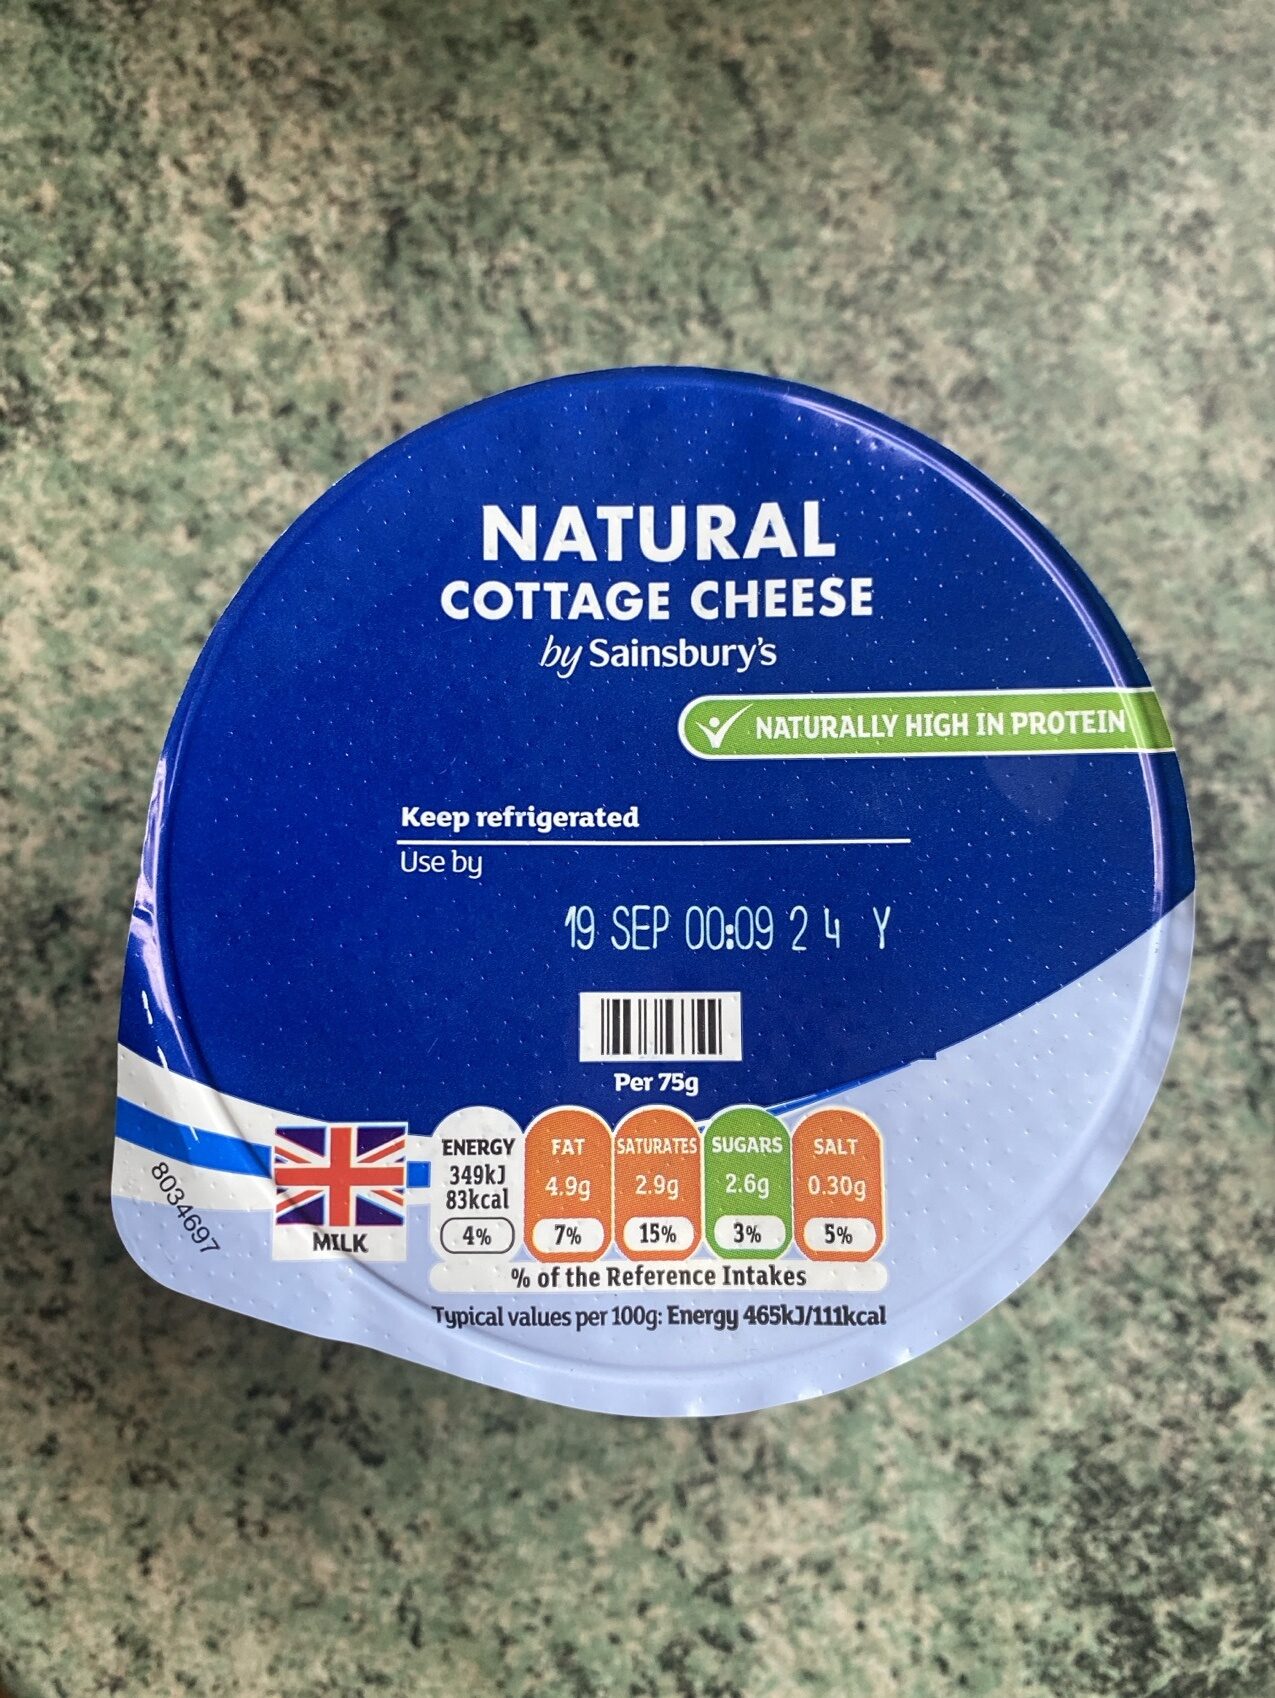 NATURAL
COTTAGE CHEESE
by Sainsbury's
NATURALLY HIGH IN PROTEIN
Keep refrigerated
Use by
19 SEP 00:09 2 4 Y
Per 75g
ENERGY FAT SATURATES SUGARS SALT
349kJ 4.9g 2.9g 2.6g 0.30g
83kcal
4% 7% 15% 3% 5%
% of the Reference Intakes
Typical values per 100g: Energy 465kJ/111kcal
MILK
8034697